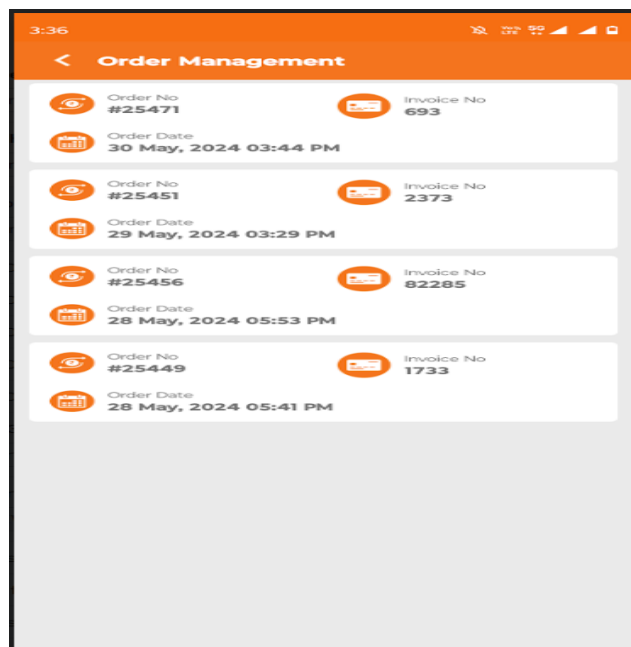 3:36 VoLTE 5G
Order Management
Order No Invoice No
#25471 693
Order Date
30 May, 2024 03:44 PM
Order No Invoice No
#25451 2373
Order Date
29 May, 2024 03:29 PM
Order No Invoice No
#25456 82285
Order Date
28 May, 2024 05:53 PM
Order No Invoice No
#25449 1733
Order Date
28 May, 2024 05:41 PM